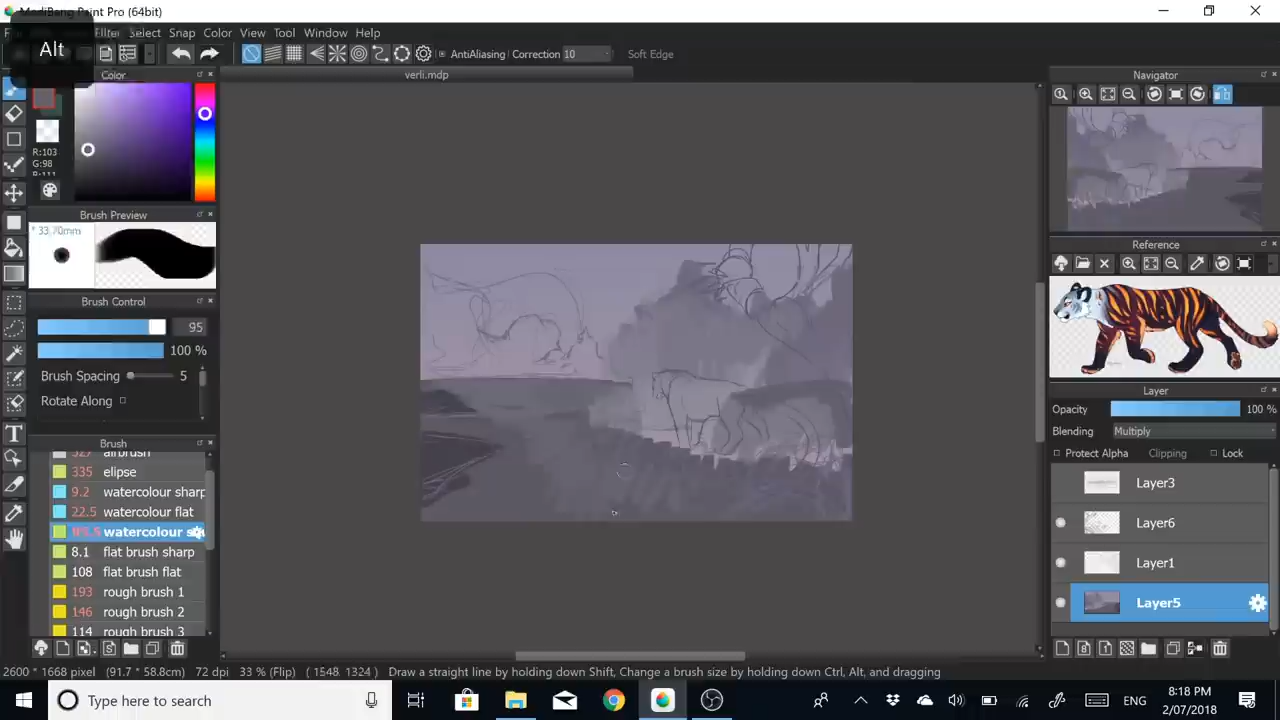 Paint Pro (64bit)
Alt
Filter Select Snap Color View Tool Window Help
AntiAliasing Correction 10 Soft Edge
Color
verli.mdp
Navigator
R:103
G:98
B:111
Brush Preview
* 33.70mm
Reference
Brush Control
95
100 %
Brush Spacing 5
Rotate Along
Layer
Opacity 100 %
Blending Multiply
Protect Alpha Clipping Lock
Brush
327 airbrush
335 elipse
9.2 watercolour sharp
22.5 watercolour flat
watercolour
8.1 flat brush sharp
108 flat brush flat
193 rough brush 1
146 rough brush 2
114 rough brush 3
Layer3
Layer6
Layer1
Layer5
2600 * 1668 pixel (91.7 * 58.8cm) 72 dpi 33 % (Flip) ( 1548, 1324 ) Draw a straight line by holding down Shift, Change a brush size by holding down Ctrl, Alt, and dragging
Type here to search
ENG
8:18 PM
2/07/2018